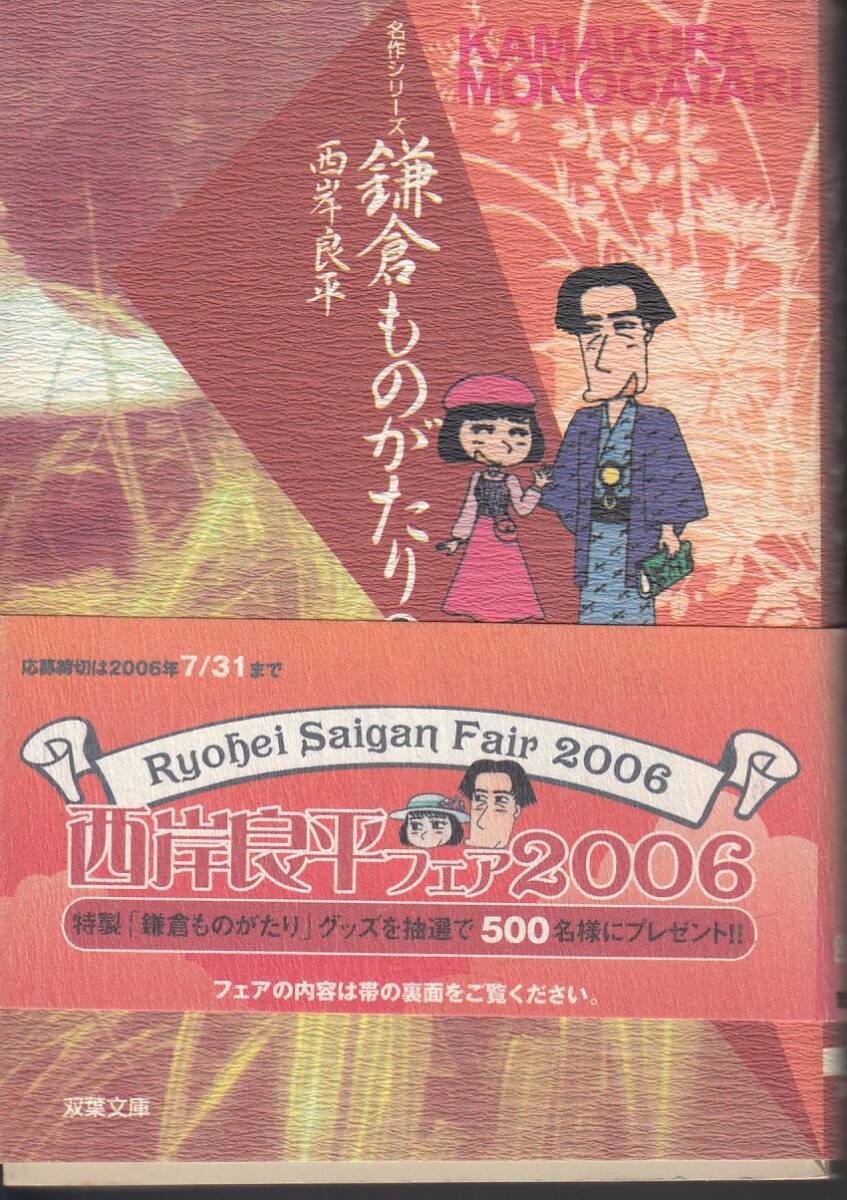 KAMAKURA
MONOGATARI
名作シリーズ
鎌倉ものがたり
西岸良平
応募締切は2006年7/31まで
Ryohei Saigan Fair 2006
西岸良平フェア2006
特製「鎌倉ものがたり」グッズを抽選で500名様にプレゼント!!
フェアの内容は帯の裏面をご覧ください。
双葉文庫